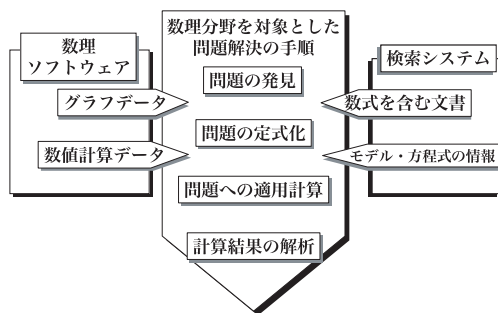 数理
ソフトウェア
グラフデータ
数値計算データ
数理分野を対象とした
問題解決の手順
問題の発見
問題の定式化
問題への適用計算
計算結果の解析
検索システム
数式を含む文書
モデル・方程式の情報